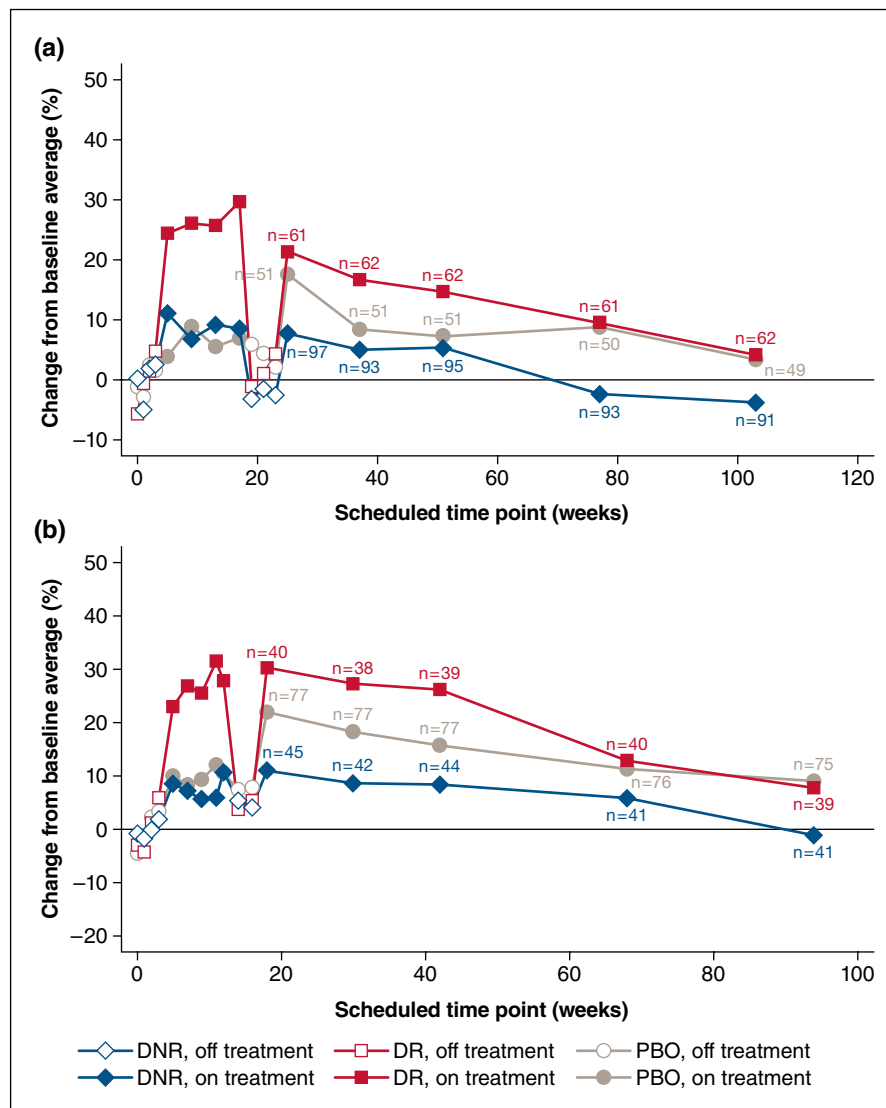 (a)
Change from baseline average (%)
50
40
30
20
10
0
−10
n=61
n=62
n=62
n=61
n=62
n=51
n=51
n=51
n=50
n=49
n=97
n=93
n=95
n=93
n=91
0 20 40 60 80 100 120
Scheduled time point (weeks)
(b)
Change from baseline average (%)
50
40
30
20
10
0
−10
−20
n=40
n=38
n=39
n=40
n=39
n=77
n=77
n=77
n=76
n=75
n=45
n=42
n=44
n=41
n=41
0 20 40 60 80 100
Scheduled time point (weeks)
DNR, off treatment DR, off treatment PBO, off treatment
DNR, on treatment DR, on treatment PBO, on treatment